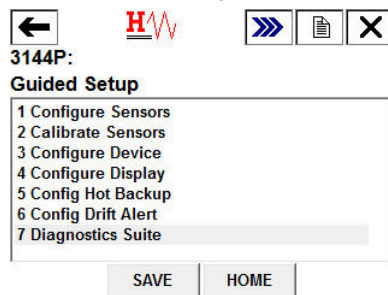 H
3144P:
Guided Setup
1 Configure Sensors
2 Calibrate Sensors
3 Configure Device
4 Configure Display
5 Config Hot Backup
6 Config Drift Alert
7 Diagnostics Suite
SAVE HOME